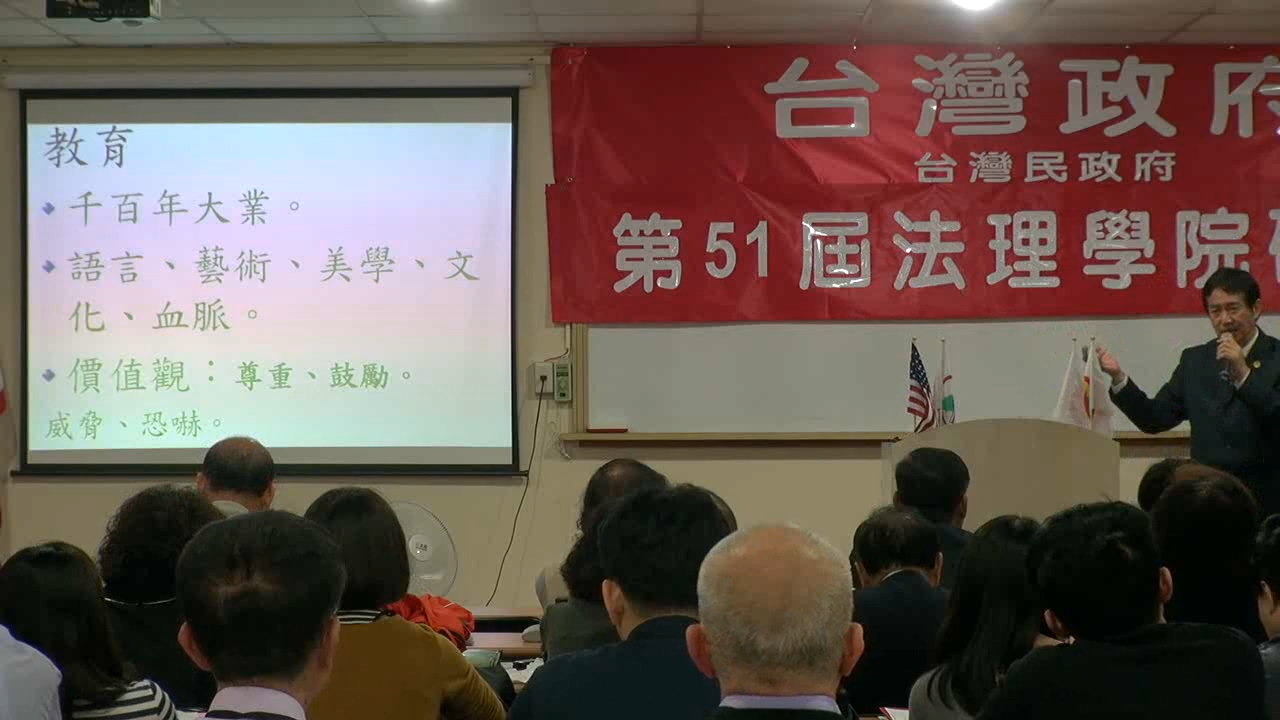 教育
千百年大業。
語言、藝術、美學、文
化、血脈。
價值觀：尊重、鼓勵。
威脅、恐嚇。
台灣政府
台灣民政府
第51屆法理學院